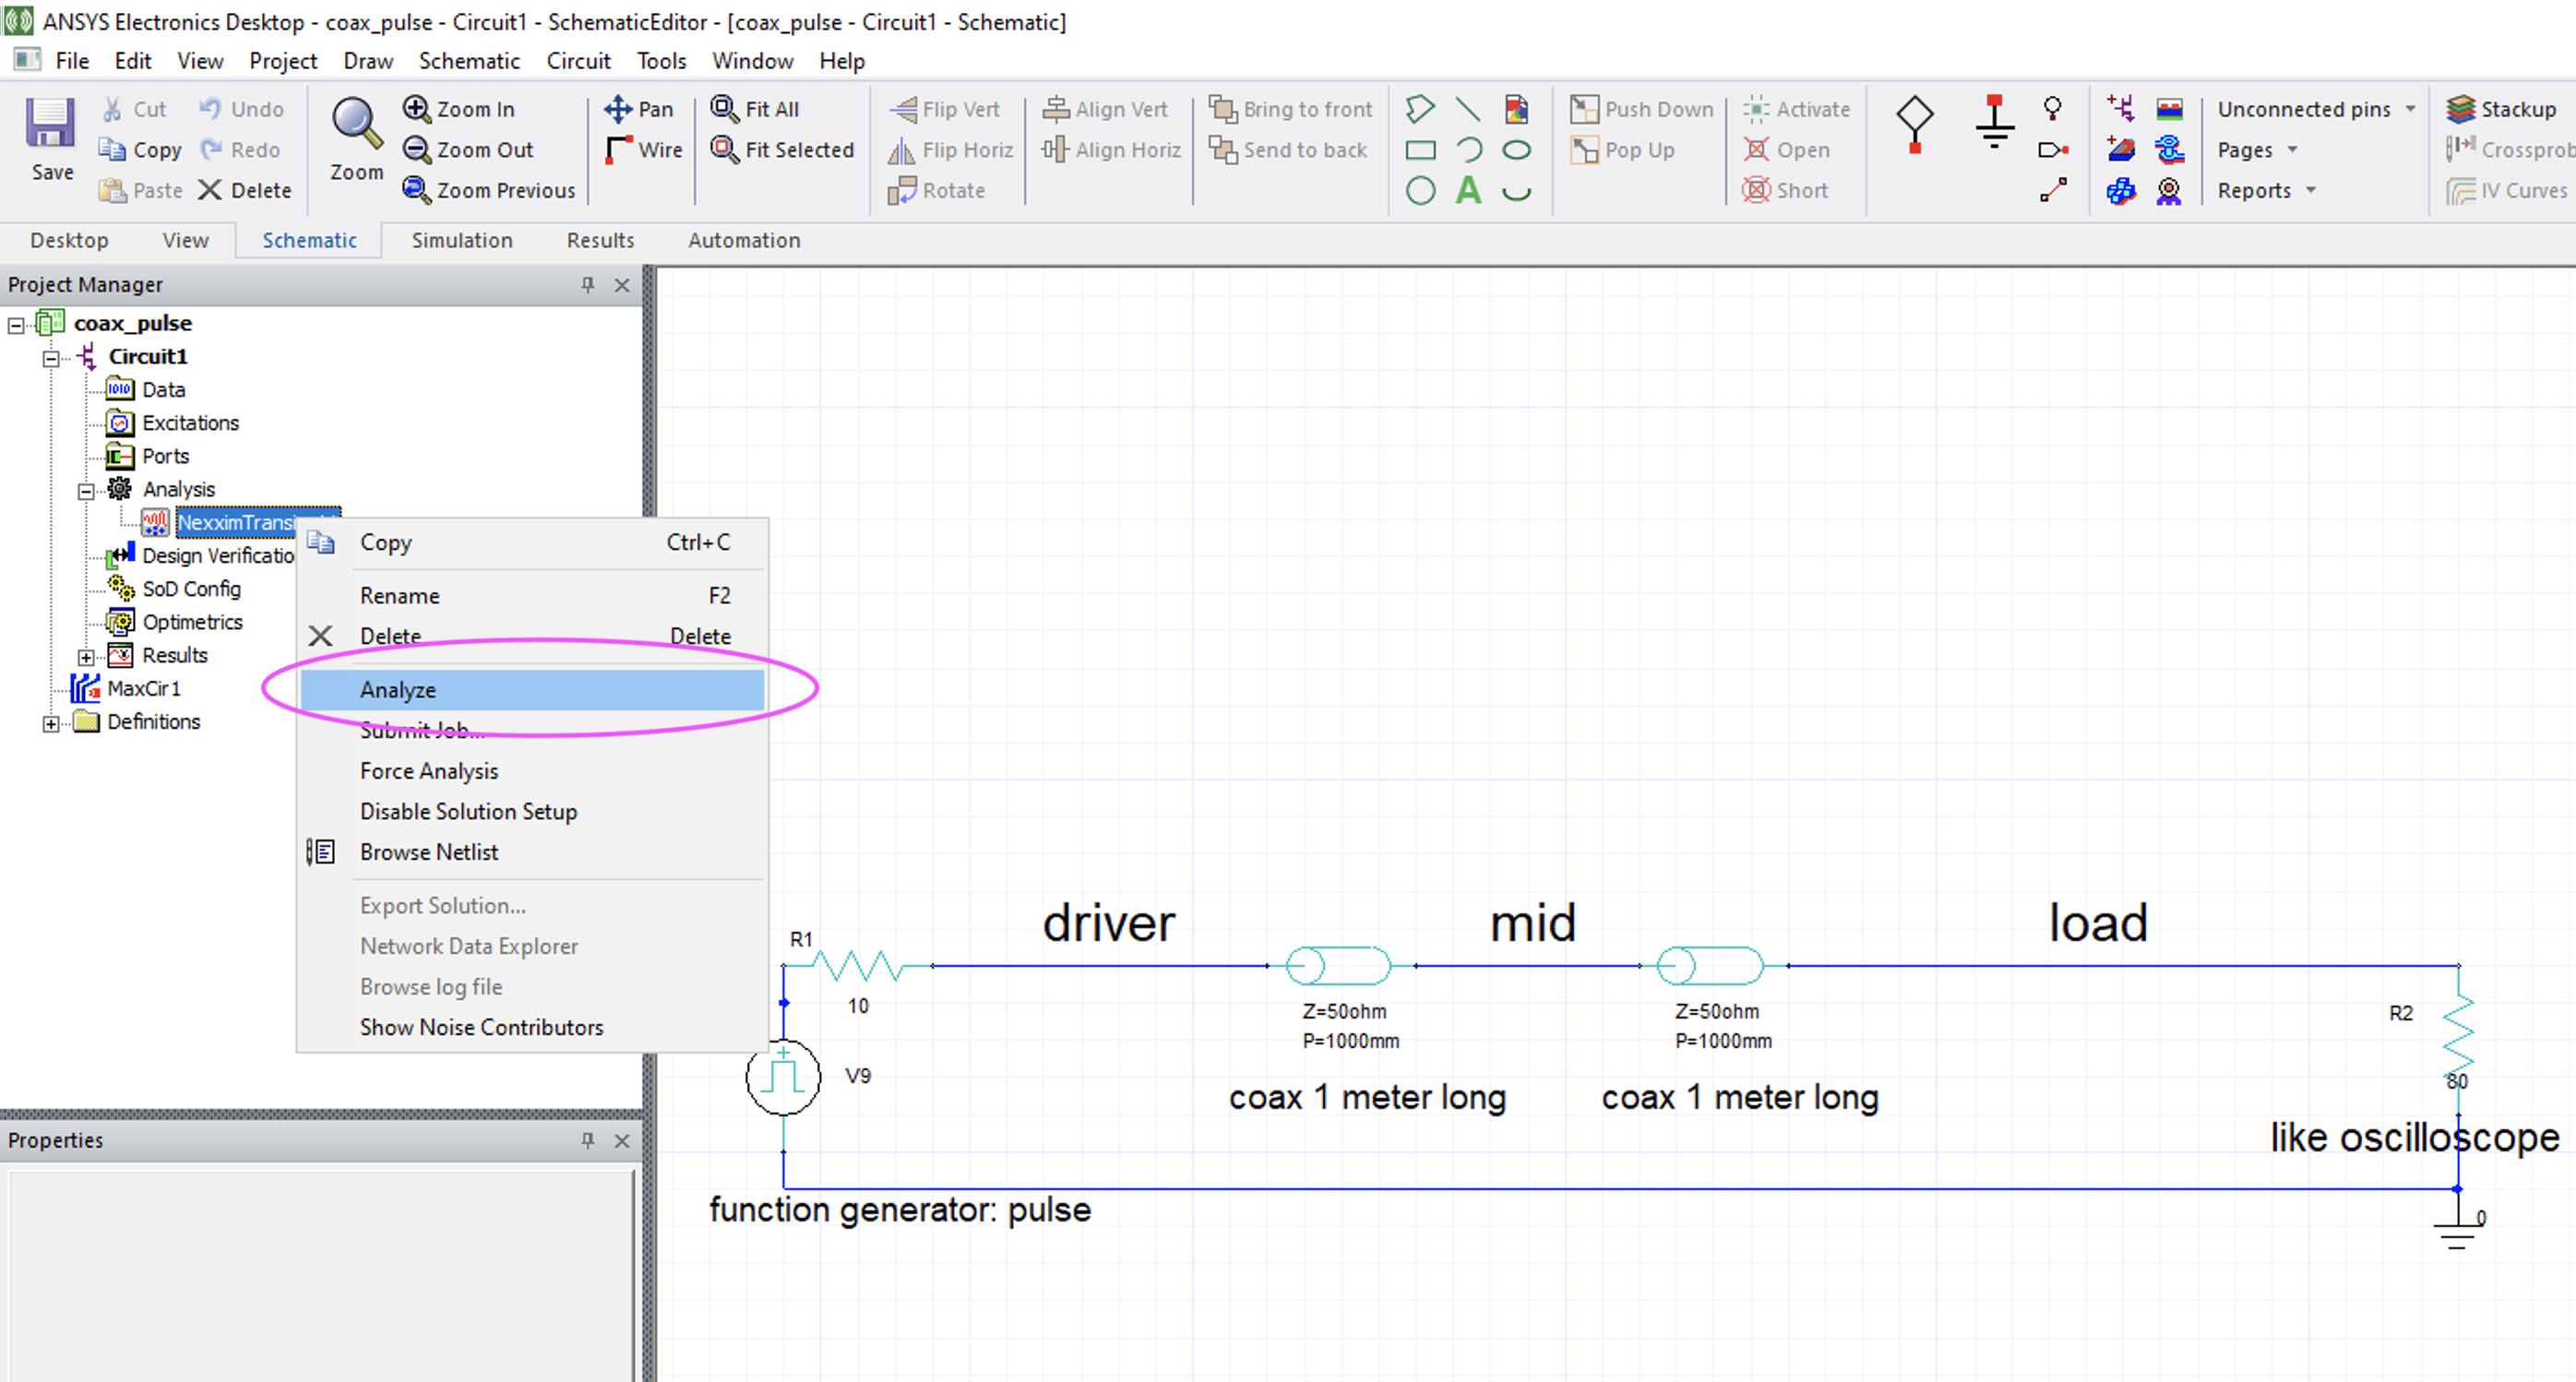 ANSYS Electronics Desktop - coax_pulse - Circuit1 - SchematicEditor - [coax_pulse - Circuit1 - Schematic]
File Edit View Project Draw Schematic Circuit Tools Window Help
Save
Cut Undo
Copy Redo
Paste Delete
Zoom
Zoom In
Zoom Out
Zoom Previous
Pan
Wire
Fit All
Fit Selected
Flip Vert
Flip Horiz
Rotate
Align Vert
Align Horiz
Bring to front
Send to back
A
Push Down
Pop Up
Activate
Open
Short
Unconnected pins
Pages
Reports
Stackup
Crossprob
IV Curves
Desktop View Schematic Simulation Results Automation
Project Manager
coax_pulse
Circuit1
Data
Excitations
Ports
Analysis
NexximTransi
Design Verificatio
SoD Config
Optimetrics
Results
MaxCir1
Definitions
Copy Ctrl+C
Rename F2
Delete Delete
Analyze
Submit Job...
Force Analysis
Disable Solution Setup
Browse Netlist
Export Solution...
Network Data Explorer
Browse log file
Show Noise Contributors
Properties
driver mid load
R1
10
V9
Z=50ohm
P=1000mm
coax 1 meter long
Z=50ohm
P=1000mm
coax 1 meter long
R2
80
like oscilloscope
function generator: pulse
0